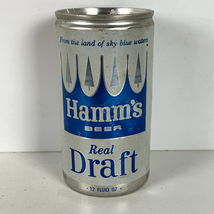 From the land of sky blue waters
Hamm's
BEER
Real
Draft
12 FLUID OZ